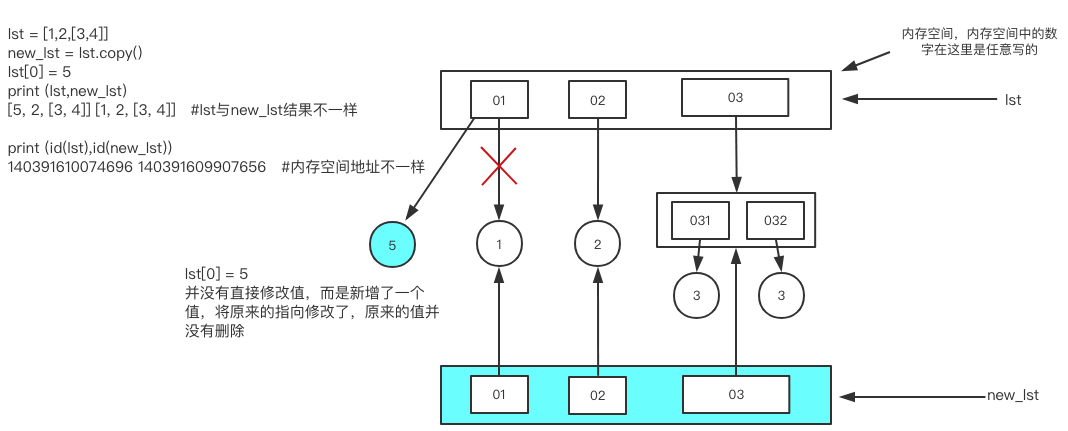 lst = [1,2,[3,4]]
new_lst = lst.copy()
lst[0] = 5
print (lst,new_lst)
[5, 2, [3, 4]] [1, 2, [3, 4]] #lst与new_lst结果不一样
print (id(lst),id(new_lst))
140391610074696 140391609907656 #内存空间地址不一样
内存空间，内存空间中的数
字在这里是任意写的
01 02 03
lst
031 032
5 1 2
3 3
lst[0] = 5
并没有直接修改值，而是新增了一个
值，将原来的指向修改了，原来的值并
没有删除
01 02 03
new_lst